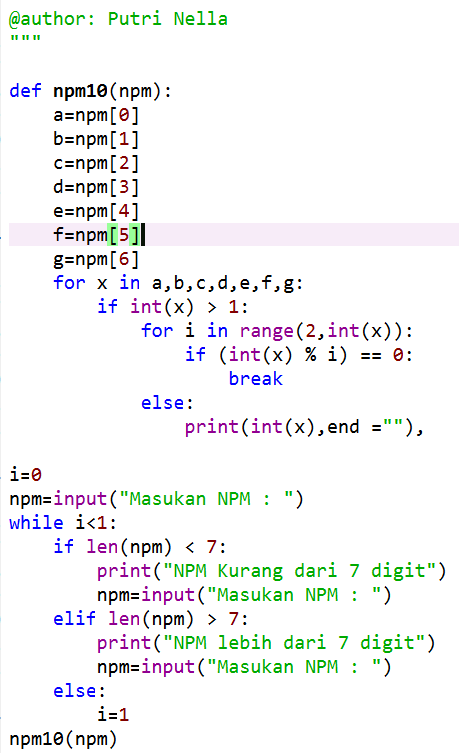 @author: Putri Nella
"""

def npm10(npm):
    a=npm[0]
    b=npm[1]
    c=npm[2]
    d=npm[3]
    e=npm[4]
    f=npm[5]
    g=npm[6]
    for x in a,b,c,d,e,f,g:
        if int(x) > 1:
            for i in range(2,int(x)):
                if (int(x) % i) == 0:
                    break
            else:
                print(int(x),end =""),

i=0
npm=input("Masukan NPM : ")
while i<1:
    if len(npm) < 7:
        print("NPM Kurang dari 7 digit")
        npm=input("Masukan NPM : ")
    elif len(npm) > 7:
        print("NPM lebih dari 7 digit")
        npm=input("Masukan NPM : ")
    else:
        i=1
npm10(npm)